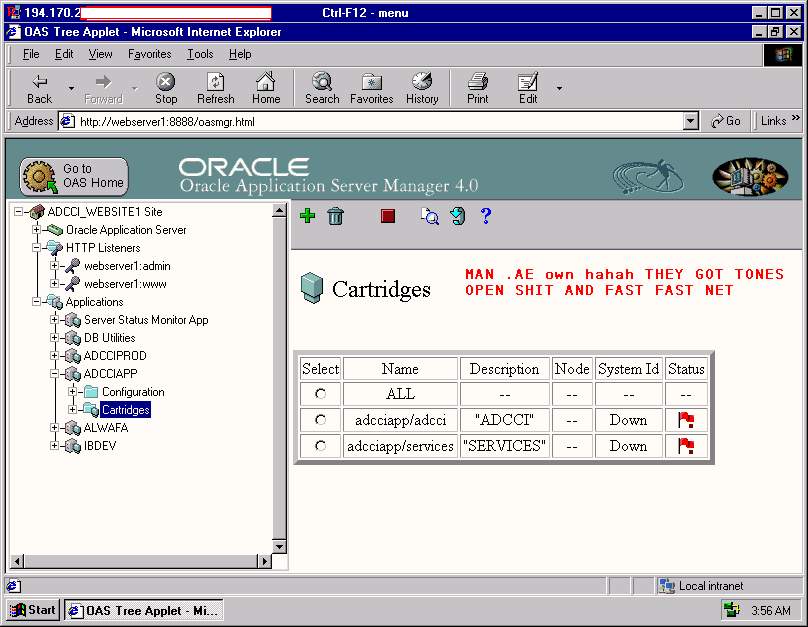 194.170.2
Ctrl-F12 - menu
OAS Tree Applet - Microsoft Internet Explorer
File Edit View Favorites Tools Help
Back Forward Stop Refresh Home Search Favorites History Print Edit
Address http://webserver1:8888/oasmgr.html Go Links »
Go to
OAS Home
ORACLE
Oracle Application Server Manager 4.0
ADCCI_WEBSITE1 Site
Oracle Application Server
HTTP Listeners
webserver1:admin
webserver1:www
Applications
Server Status Monitor App
DB Utilities
ADCCIPROD
ADCCIAPP
Configuration
Cartridges
ALWAFA
IBDEV
Cartridges
MAN .AE own hahah THEY GOT TONES
OPEN SHIT AND FAST FAST NET
Select Name Description Node System Id Status
ALL -- -- -- --
adcciapp/adcci "ADCCI" -- Down
adcciapp/services "SERVICES" -- Down
Local intranet
Start OAS Tree Applet - Mi... 3:56 AM